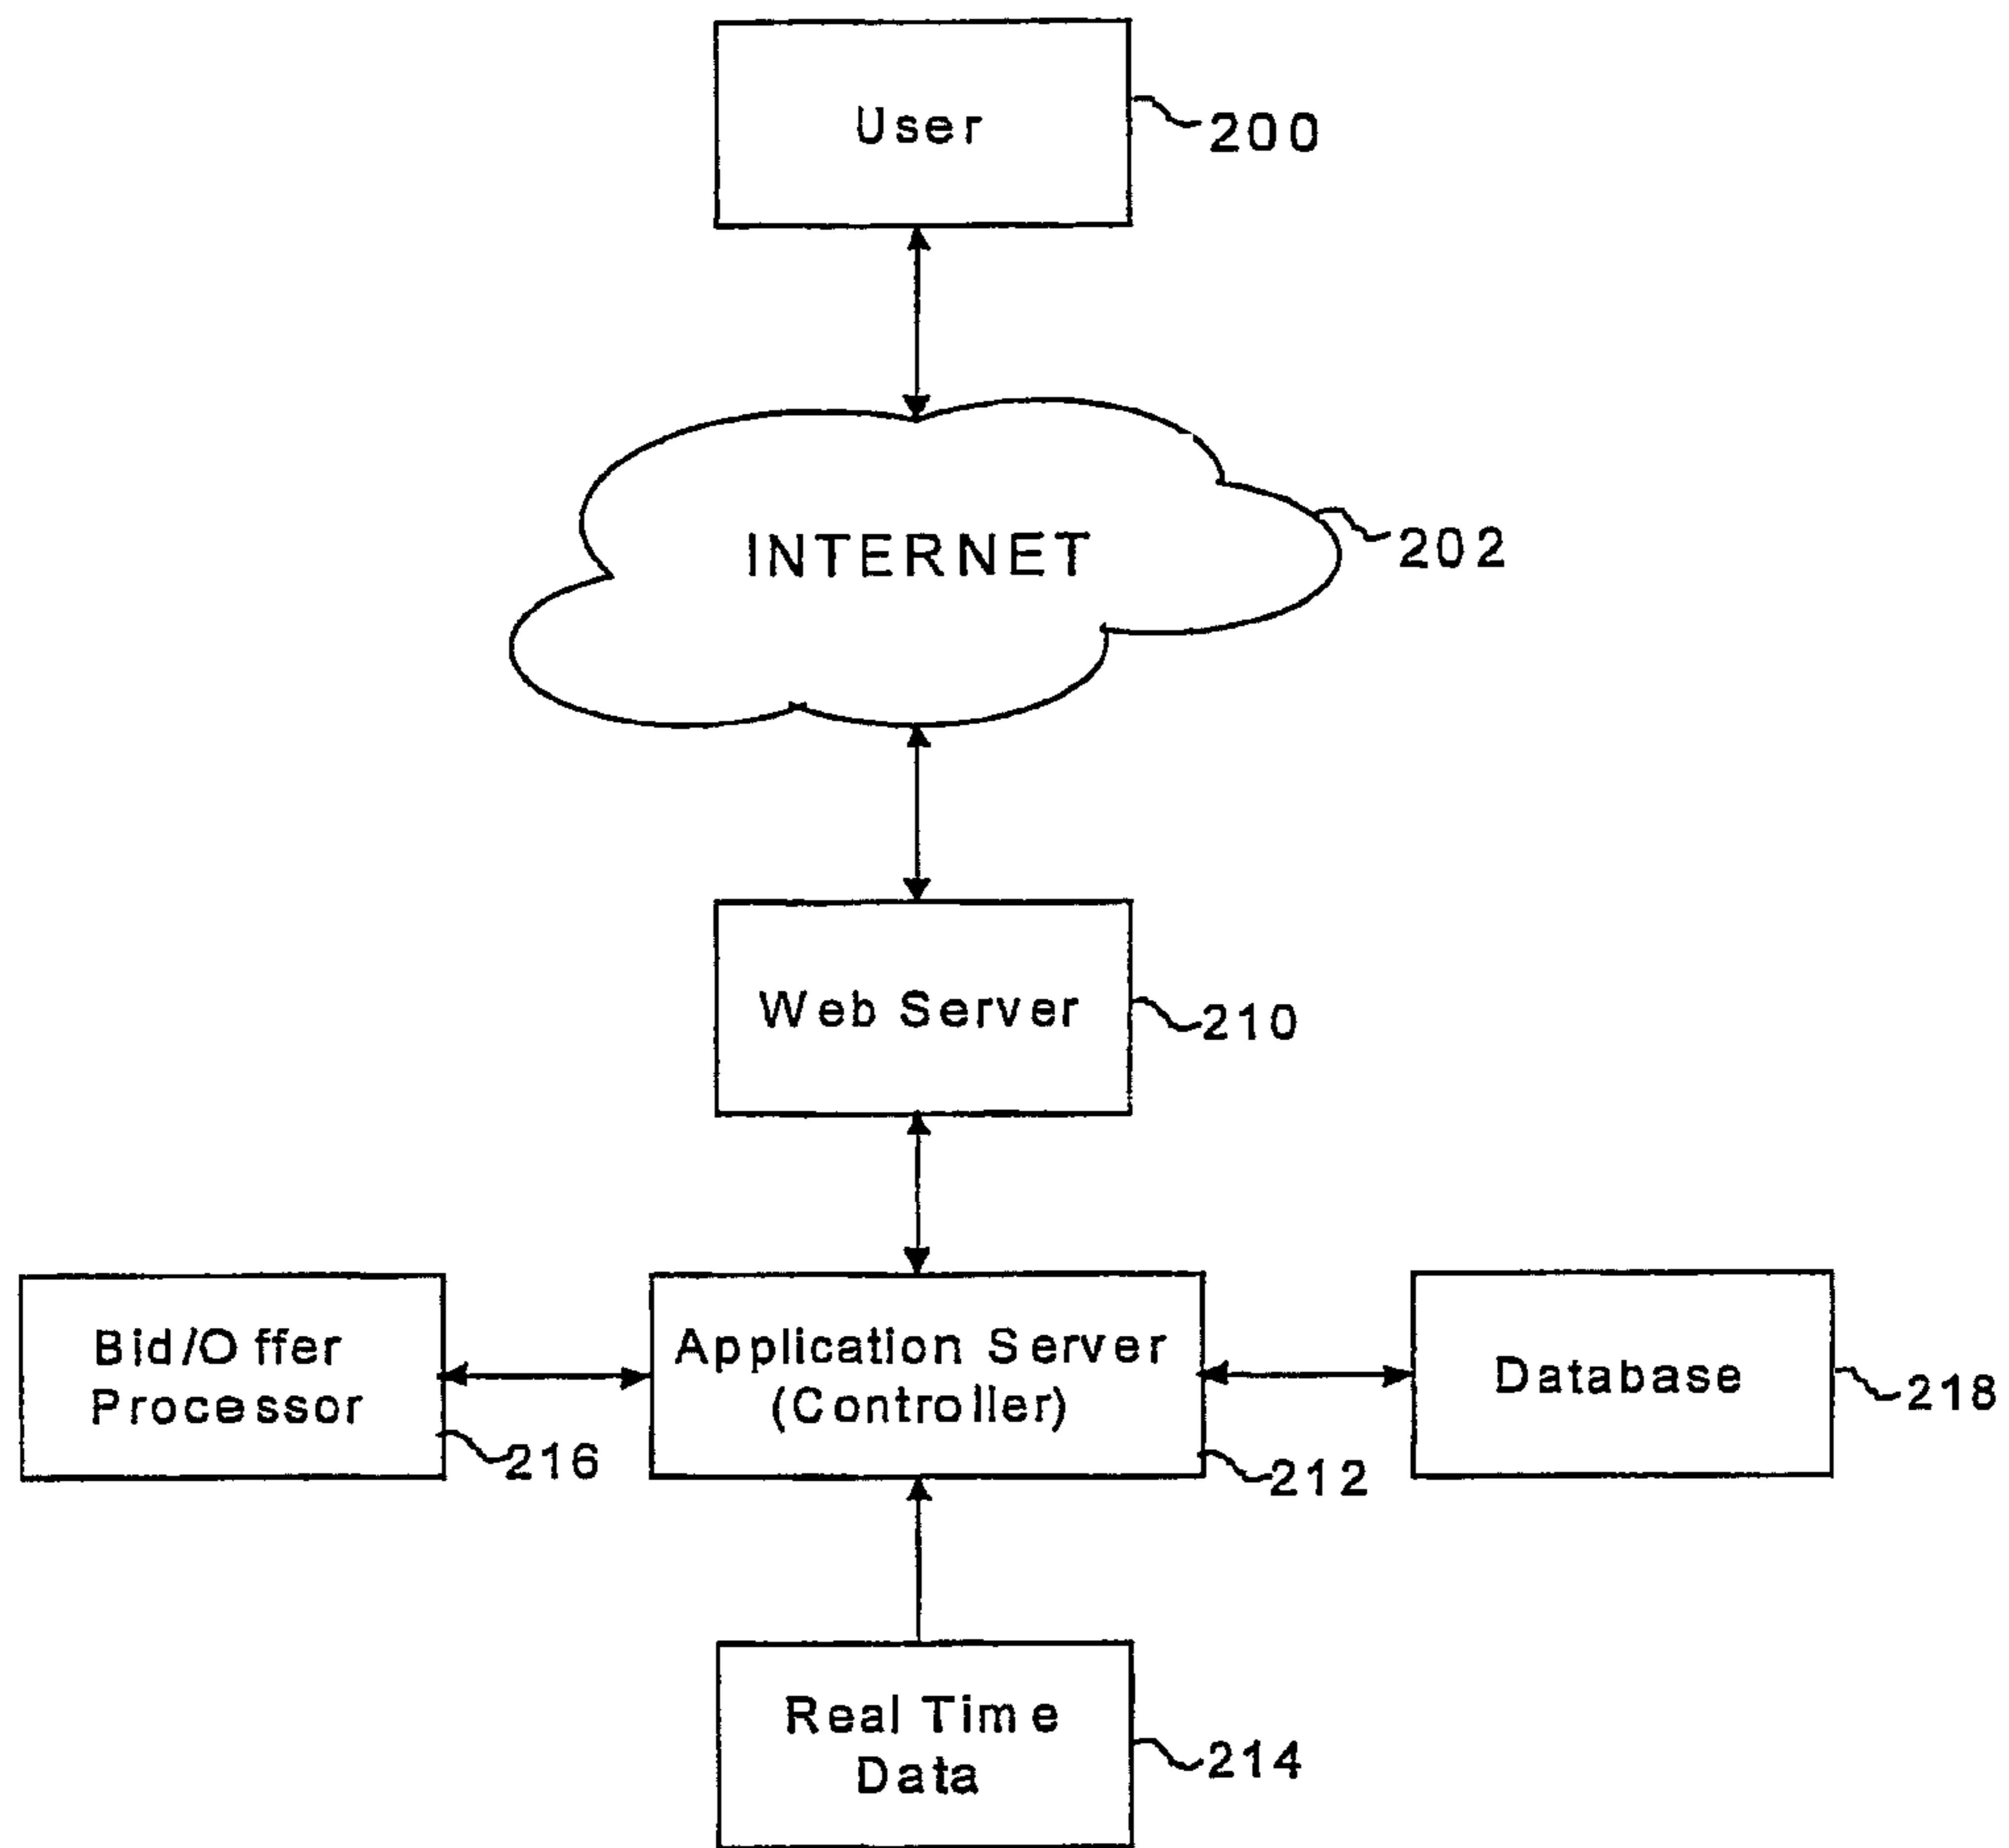 User
200
INTERNET
202
Web Server
210
Bid/Offer
Processor
216
Application Server
(Controller)
212
Database
218
Real Time
Data
214